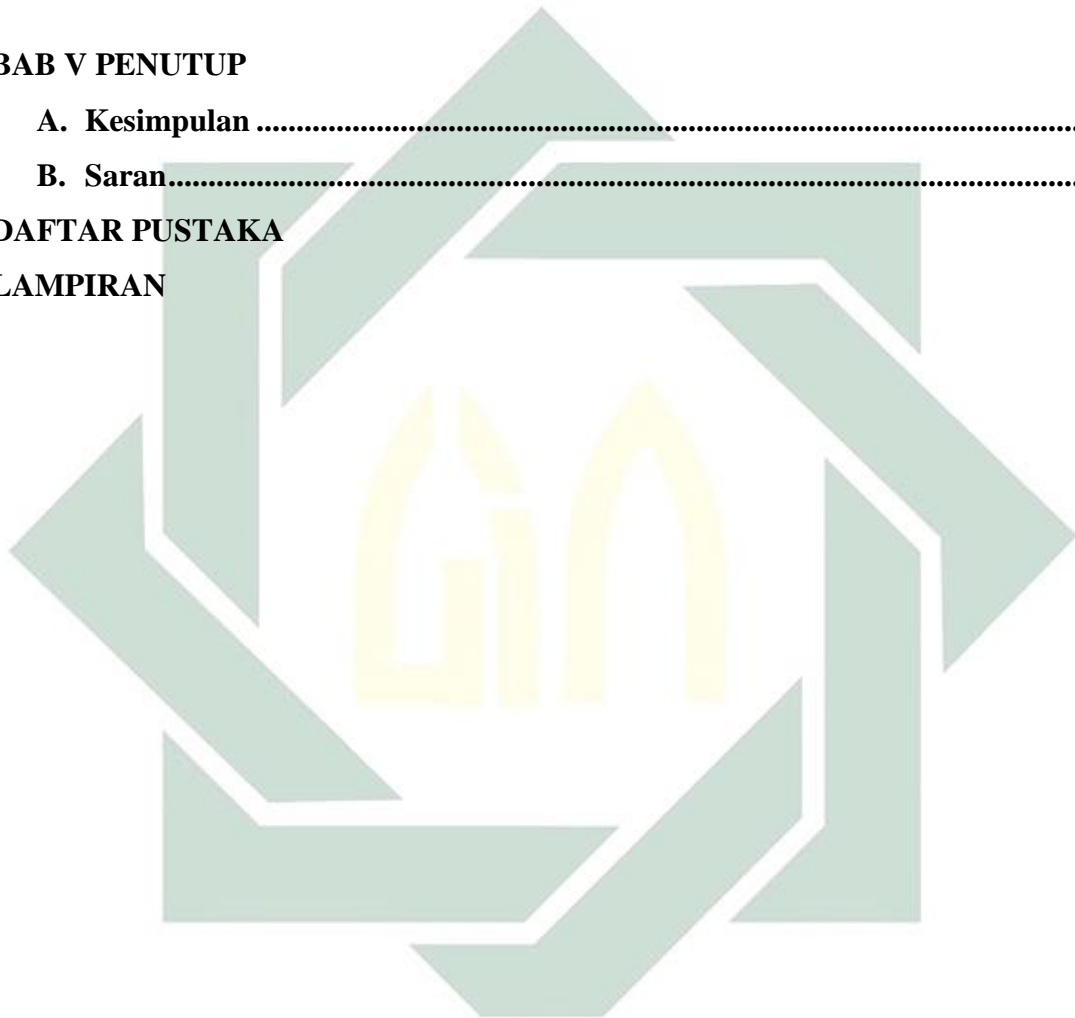 BAB V PENUTUP
A. Kesimpulan ........................................................................................................
B. Saran....................................................................................................................
DAFTAR PUSTAKA
LAMPIRAN